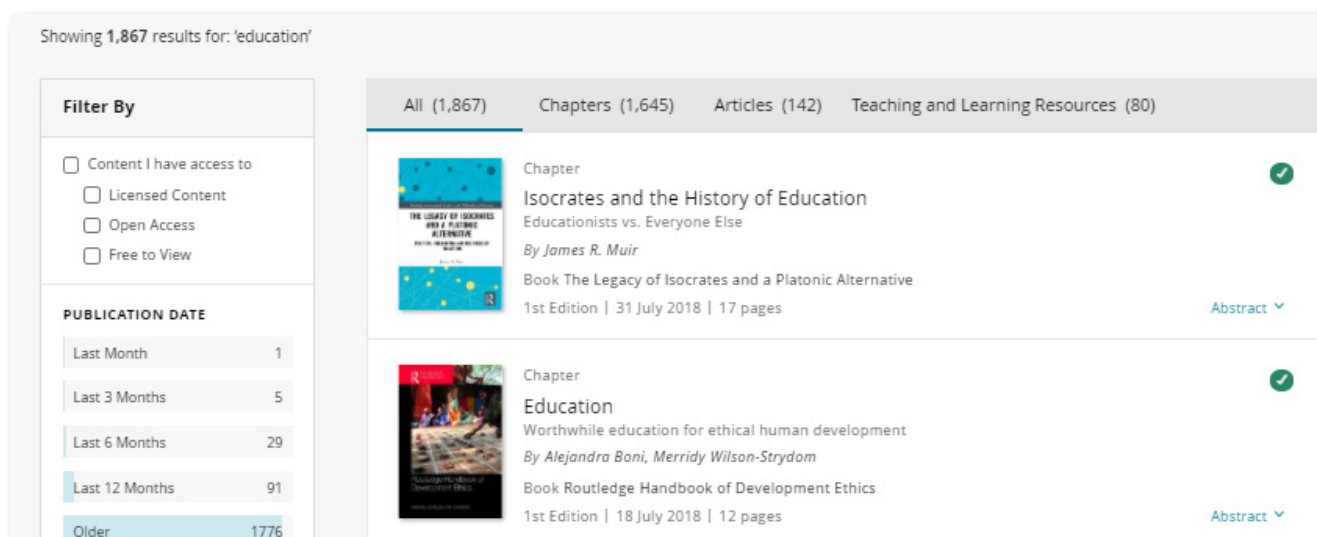 Showing 1,867 results for: 'education'
Filter By
Content I have access to
Licensed Content
Open Access
Free to View
PUBLICATION DATE
Last Month 1
Last 3 Months 5
Last 6 Months 29
Last 12 Months 91
Older 1776
All (1,867) Chapters (1,645) Articles (142) Teaching and Learning Resources (80)
THE LEGACY OF ISOCRATES
AND A PLATONIC
ALTERNATIVE
Chapter
Isocrates and the History of Education
Educationists vs. Everyone Else
By James R. Muir
Book The Legacy of Isocrates and a Platonic Alternative
1st Edition | 31 July 2018 | 17 pages
Abstract
Routledge Handbook of
Development Ethics
Chapter
Education
Worthwhile education for ethical human development
By Alejandra Boni, Merridy Wilson-Strydom
Book Routledge Handbook of Development Ethics
1st Edition | 18 July 2018 | 12 pages
Abstract